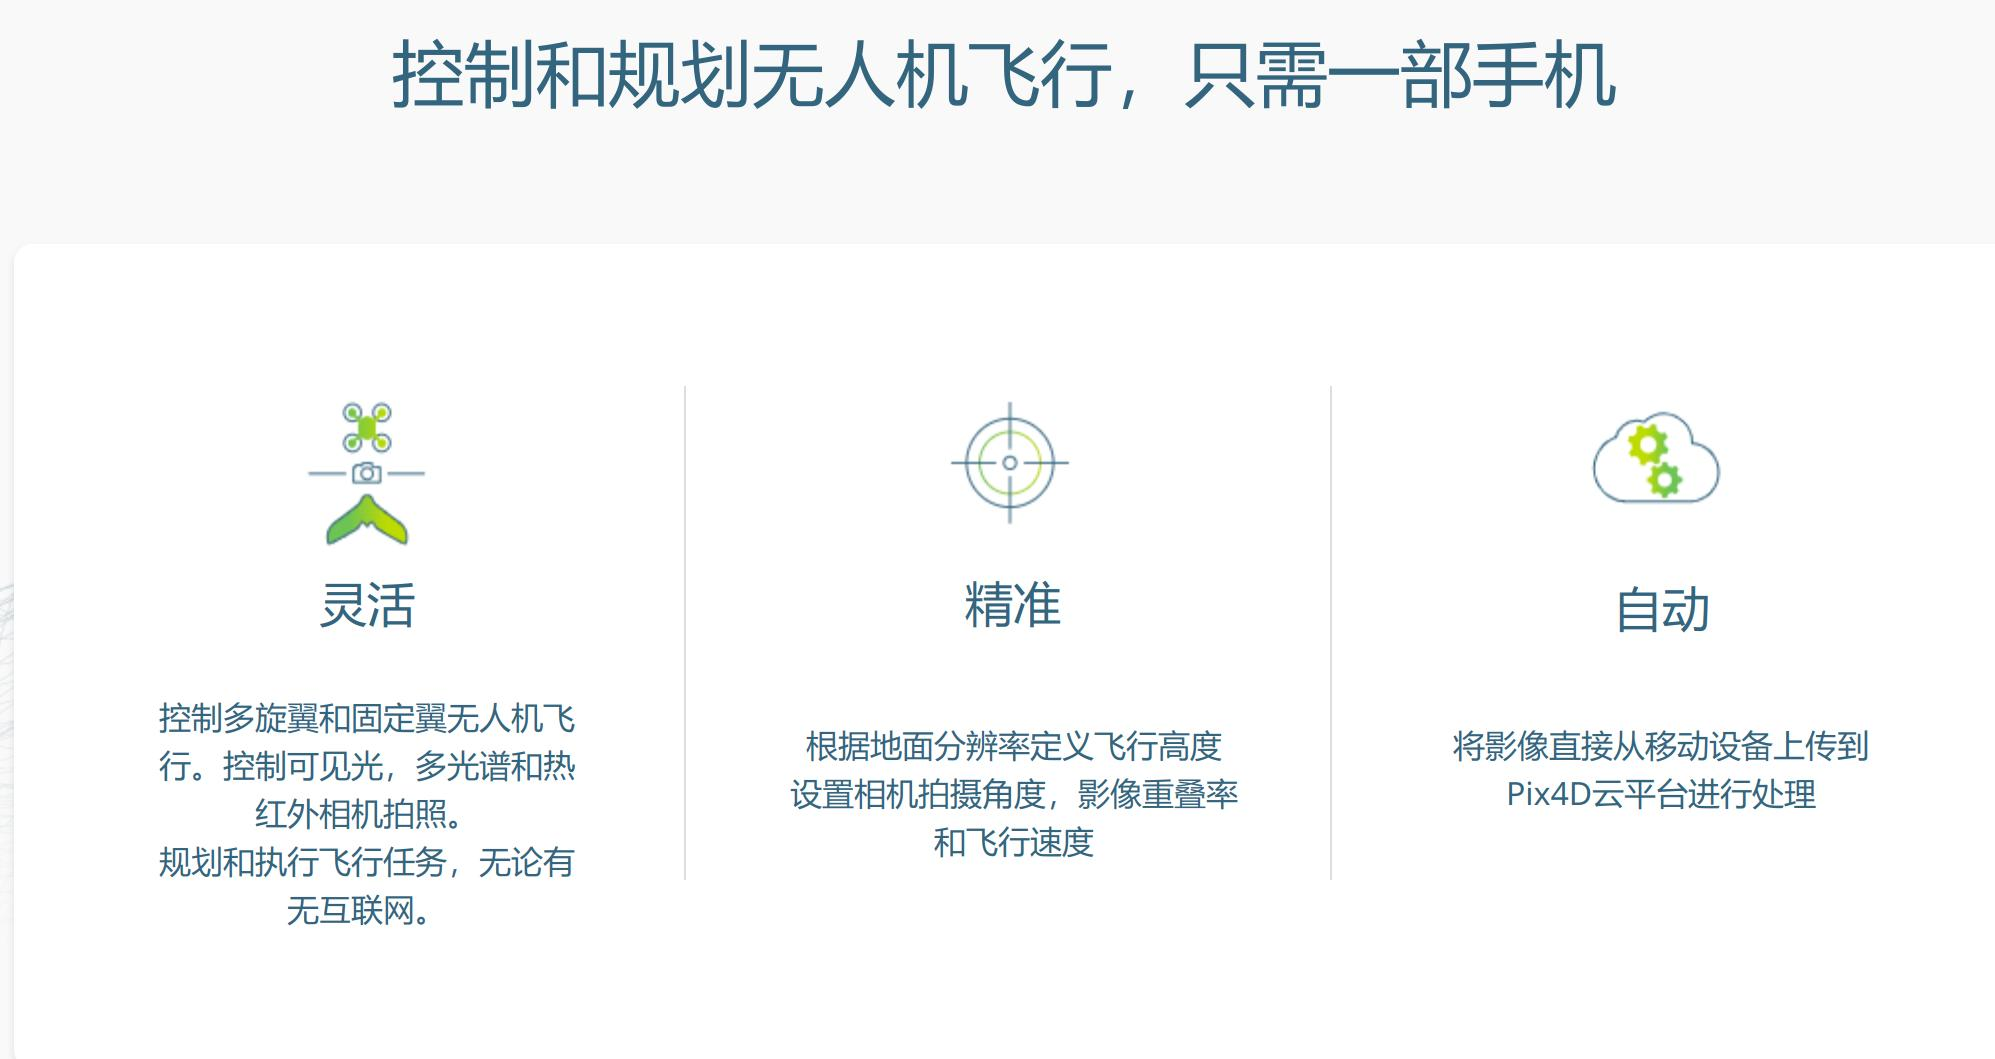 控制和规划无人机飞行，只需一部手机
灵活
控制多旋翼和固定翼无人机飞
行。控制可见光，多光谱和热
红外相机拍照。
规划和执行飞行任务，无论有
无互联网。
精准
根据地面分辨率定义飞行高度
设置相机拍摄角度，影像重叠率
和飞行速度
自动
将影像直接从移动设备上传到
Pix4D云平台进行处理